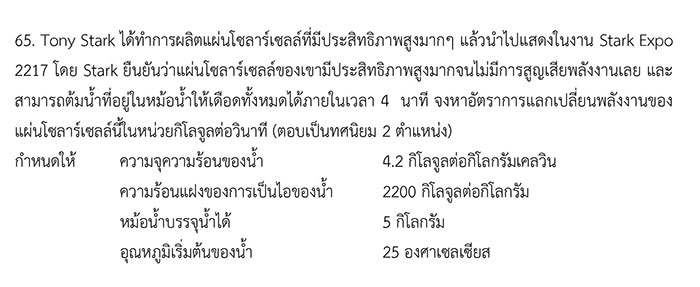 65. Tony Stark ได้ทำการผลิตแผ่นโซลาร์เซลล์ที่มีประสิทธิภาพสูงมากๆ แล้วนำไปแสดงในงาน Stark Expo
2217 โดย Stark ยืนยันว่าแผ่นโซลาร์เซลล์ของเขามีประสิทธิภาพสูงมากจนไม่มีการสูญเสียพลังงานเลย และ
สามารถต้มน้ำที่อยู่ในหม้อน้ำให้เดือดทั้งหมดได้ภายในเวลา 4 นาที จงหาอัตราการแลกเปลี่ยนพลังงานของ
แผ่นโซลาร์เซลล์นี้ในหน่วยกิโลจูลต่อวินาที (ตอบเป็นทศนิยม 2 ตำแหน่ง)
กำหนดให้ ความจุความร้อนของน้ำ 4.2 กิโลจูลต่อกิโลกรัมเคลวิน
ความร้อนแฝงของการเป็นไอของน้ำ 2200 กิโลจูลต่อกิโลกรัม
หม้อน้ำบรรจุน้ำได้ 5 กิโลกรัม
อุณหภูมิเริ่มต้นของน้ำ 25 องศาเซลเซียส